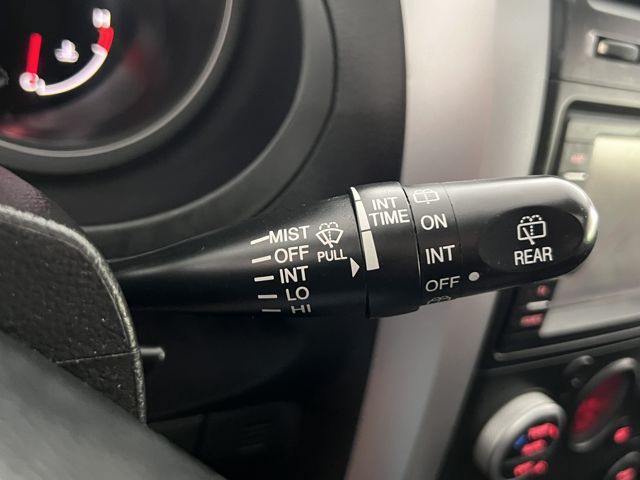 MIST
OFF
INT
LO
HI
PULL
INT
TIME
ON
INT
OFF
REAR